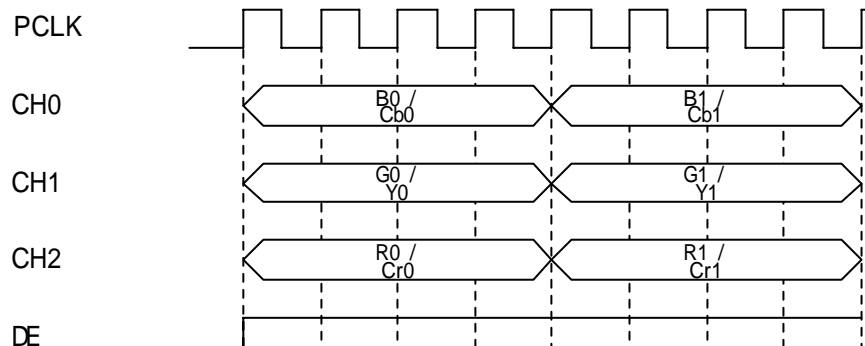 PCLK
CH0
B0 /
Cb0
B1 /
Cb1
CH1
G0 /
Y0
G1 /
Y1
CH2
R0 /
Cr0
R1 /
Cr1
DE